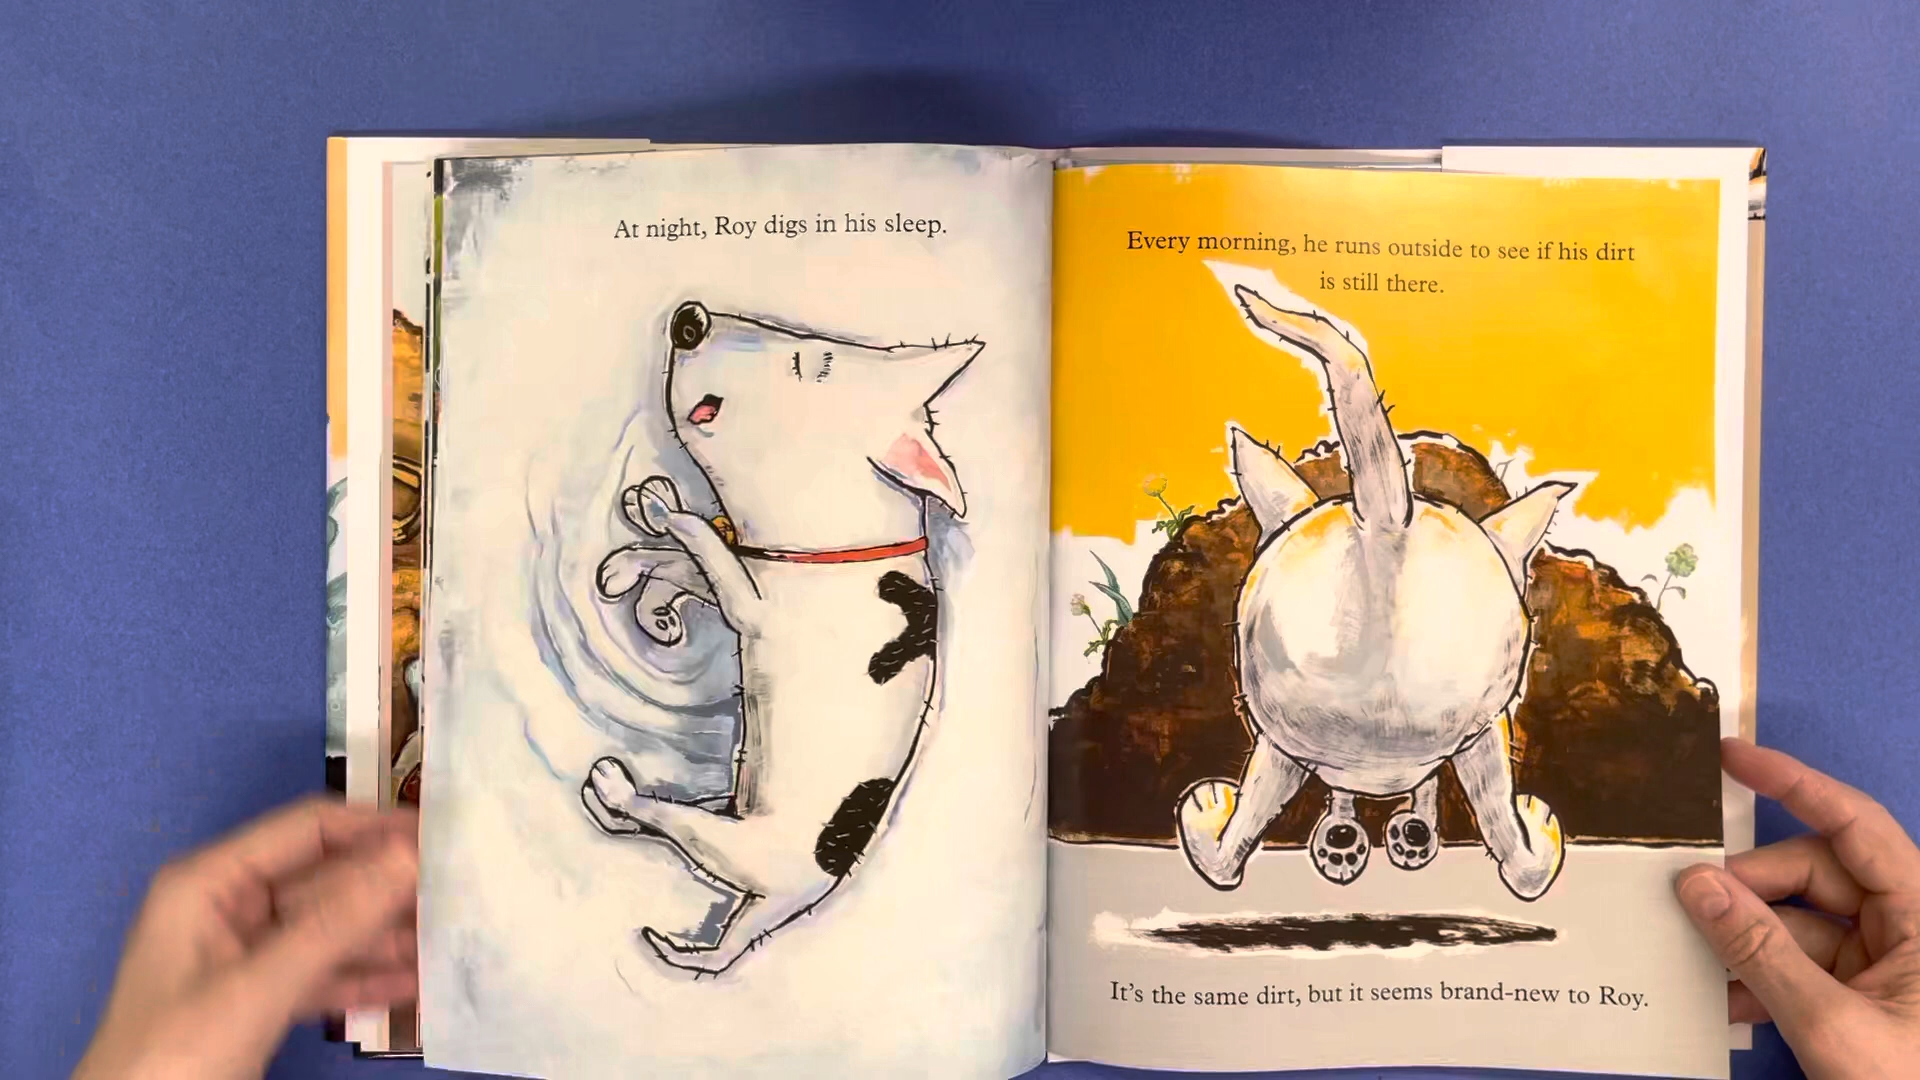 At night, Roy digs in his sleep.
Every morning, he runs outside to see if his dirt
is still there.
It's the same dirt, but it seems brand-new to Roy.